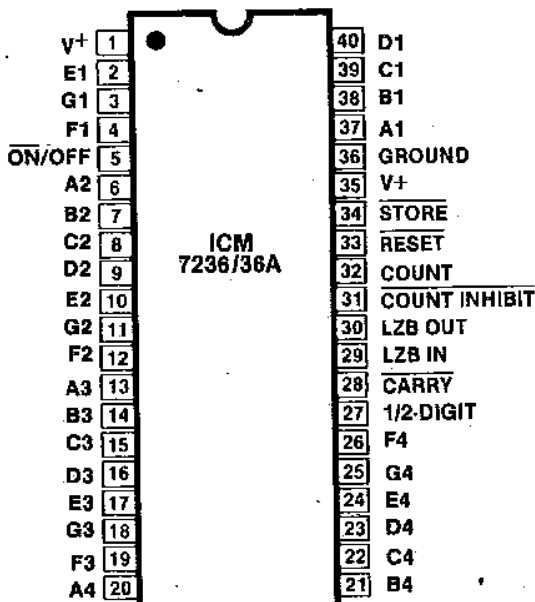 V+ 1
E1 2
G1 3
F1 4
ON/OFF 5
A2 6
B2 7
C2 8
D2 9
E2 10
G2 11
F2 12
A3 13
B3 14
C3 15
D3 16
E3 17
G3 18
F3 19
A4 20
ICM
7236/36A
40 D1
39 C1
38 B1
37 A1
36 GROUND
35 V+
34 STORE
33 RESET
32 COUNT
31 COUNT INHIBIT
30 LZB OUT
29 LZB IN
28 CARRY
27 1/2-DIGIT
26 F4
25 G4
24 E4
23 D4
22 C4
21 B4